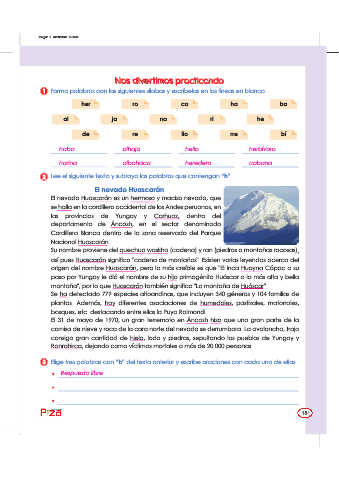 Nos divertimos practicando
1 Forma palabras con las siguientes sílabas y escríbelas en las líneas en blanco
her ro ca ha ba
al ja na ri he
de re lla me bí
haba alhaja hella herbívoro
harina albahaca heredera cabaña
2 Lee el siguiente texto y subraya las palabras que contengan "h"
El nevado Huascarán
El nevado Huascarán es un hermoso y macizo nevado, que
se halla en la cordillera occidental de los Andes peruanos, en
las provincias de Yungay y Carhuaz, dentro del
departamento de Áncash, en el sector denominado
Cordillera Blanca dentro de la zona reservada del Parque
Nacional Huascarán.
Su nombre proviene del quechua waskha (cadena) y ran (piedras o montañas rocosas),
así pues Huascarán significa "cadena de montañas". Existen varias leyendas acerca del
origen del nombre Huascarán, pero la más creíble es que "El Inca Huayna Cápac a su
paso por Yungay le dió el nombre de su hijo primogénito Huáscar a la más alta y bella
montaña", por lo que Huascarán también significa "La montaña de Huáscar".
Se ha detectado 779 especies altoandinas, que incluyen 340 géneros y 104 familias de
plantas. Además, hay diferentes asociaciones de humedales, pastizales, matorrales,
bosques, etc. destacando entre ellos la Puya Raimondi.
El 31 de mayo de 1970, un gran terremoto en Áncash hizo que una gran parte de la
cornisa de nieve y roca de la cara norte del nevado se derrumbara. La avalancha, trajo
consigo gran cantidad de hielo, lodo y piedras, sepultando los pueblos de Yungay y
Ranrahirca, dejando como víctimas mortales a más de 20 000 personas.
3 Elige tres palabras con "h" del texto anterior y escribe oraciones con cada una de ellas
Respuesta libre